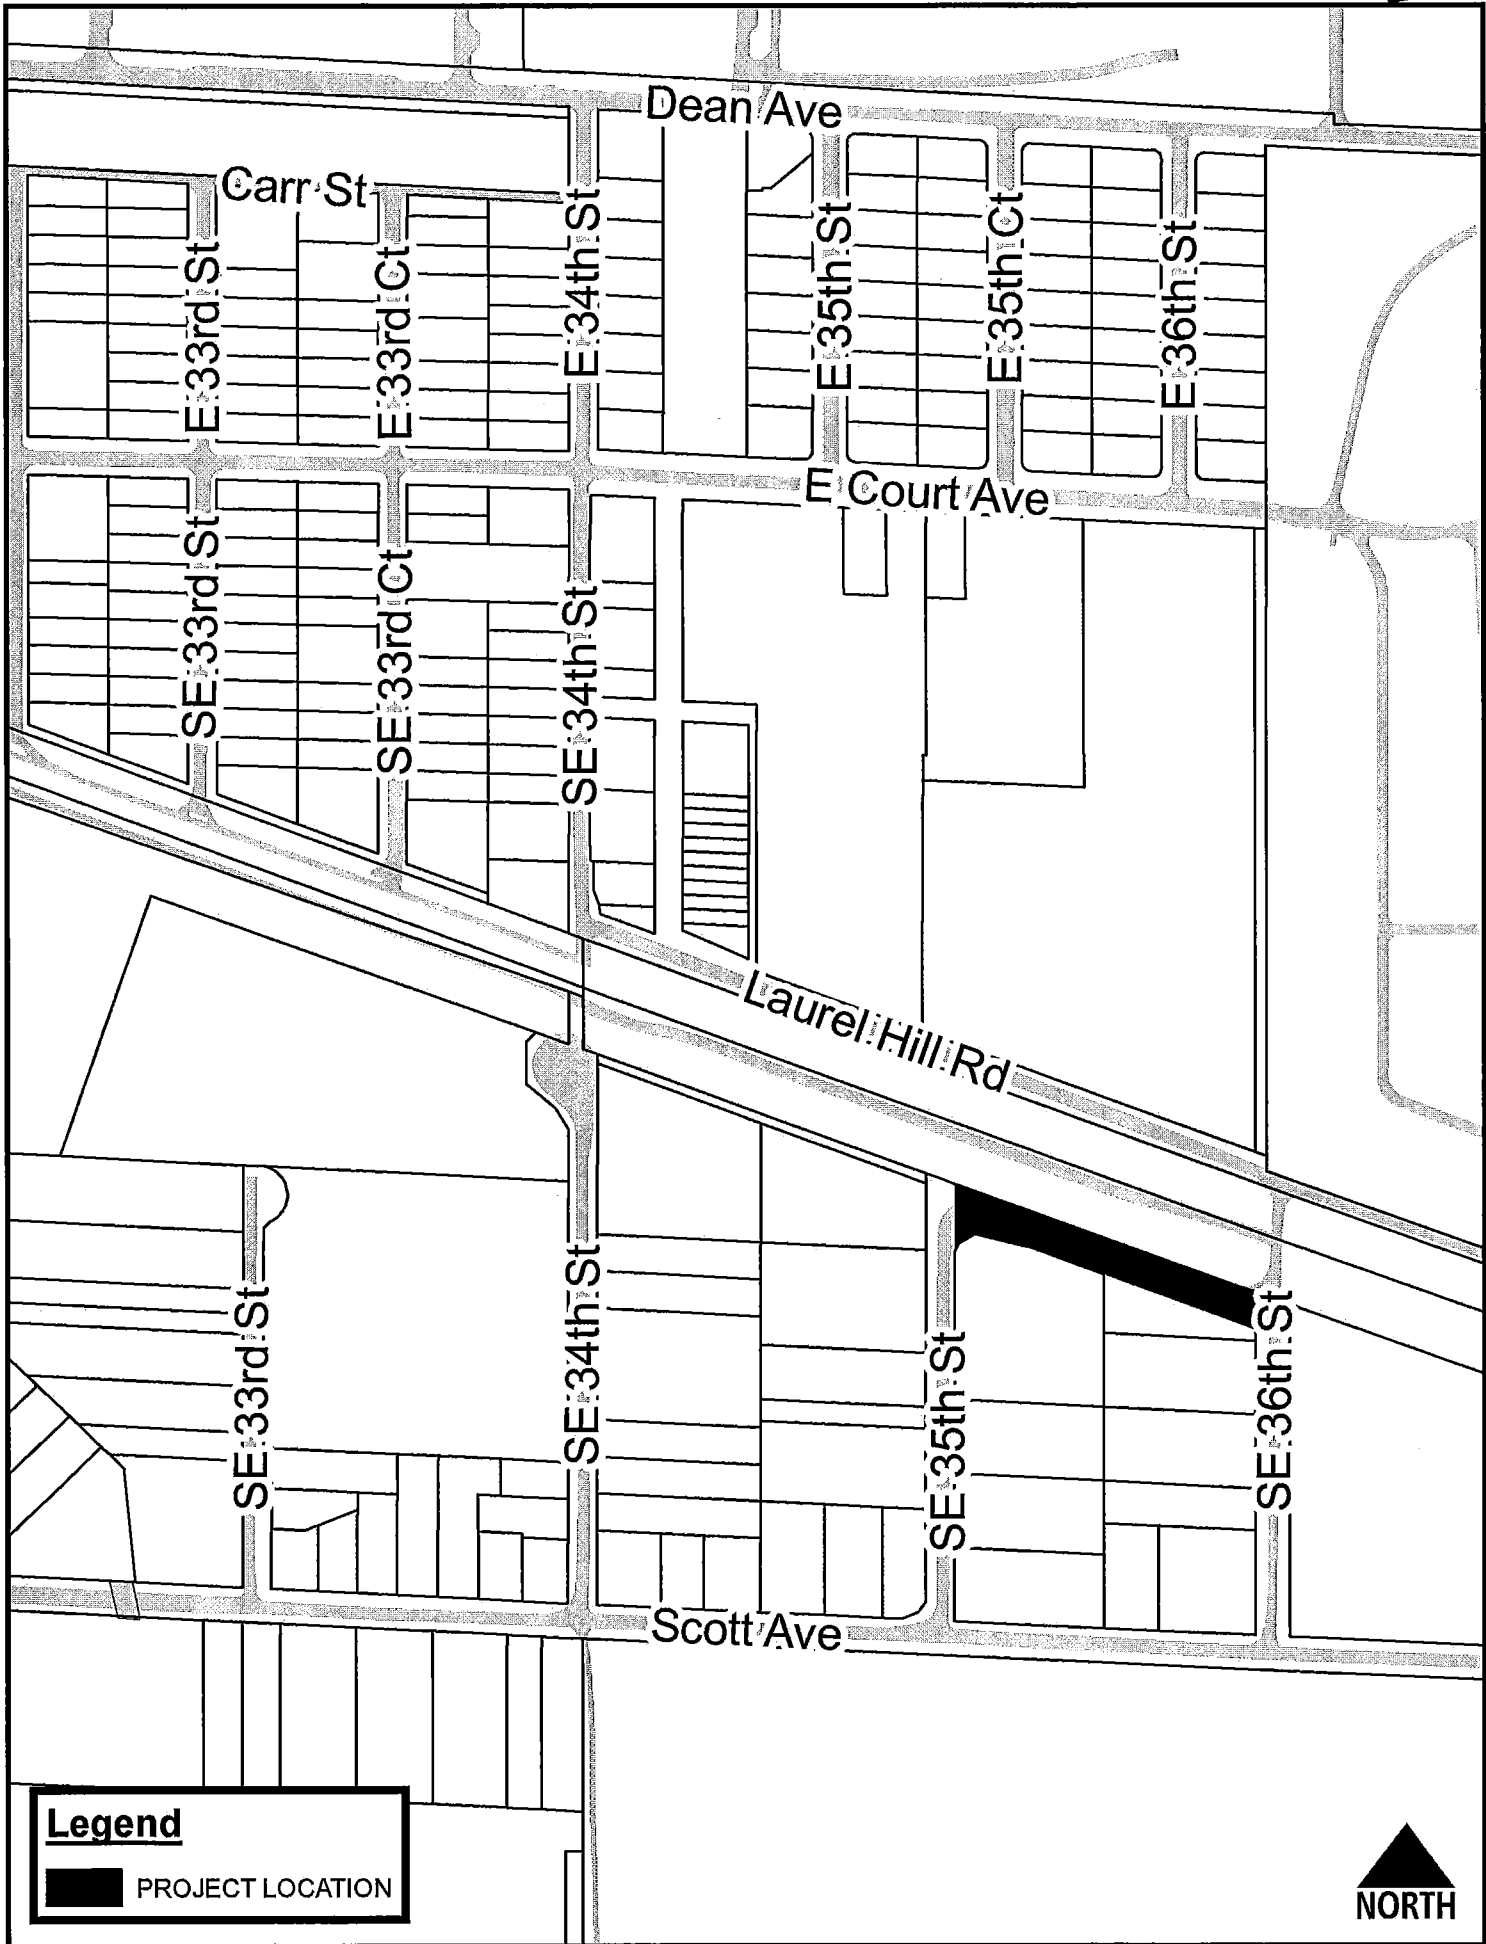 Dean Ave
Carr St
E 33rd St
E 33rd Ct
E 34th St
E 35th St
E 35th Ct
E 36th St
E Court Ave
SE 33rd St
SE 33rd Ct
SE 34th St
Laurel Hill Rd
SE 33rd St
SE 34th St
SE 35th St
SE 36th St
Scott Ave
Legend
PROJECT LOCATION
NORTH